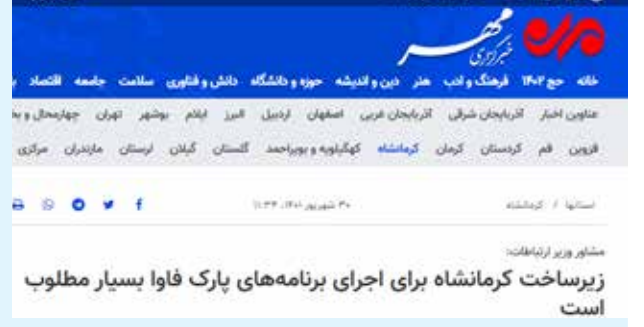 خبرگزاری
مهر
خانه حج ۱۴۰۲ فرهنگ و ادب هنر دین و اندیشه حوزه و دانشگاه دانش و فناوری سلامت جامعه اقتصاد
عناوین اخبار آذربایجان شرقی آذربایجان غربی اصفهان اردبیل البرز ایلام بوشهر تهران چهارمحال و
قزوین قم کردستان کرمان کرمانشاه کهگیلویه و بویراحمد گلستان گیلان لرستان مازندران مرکزی
استانها / کرمانشاه ۳۰ شهریور ۱۴۰۱، ۱۱:۳۴
مشاور وزیر ارتباطات:
زیرساخت کرمانشاه برای اجرای برنامه‌های پارک فاوا بسیار مطلوب
است